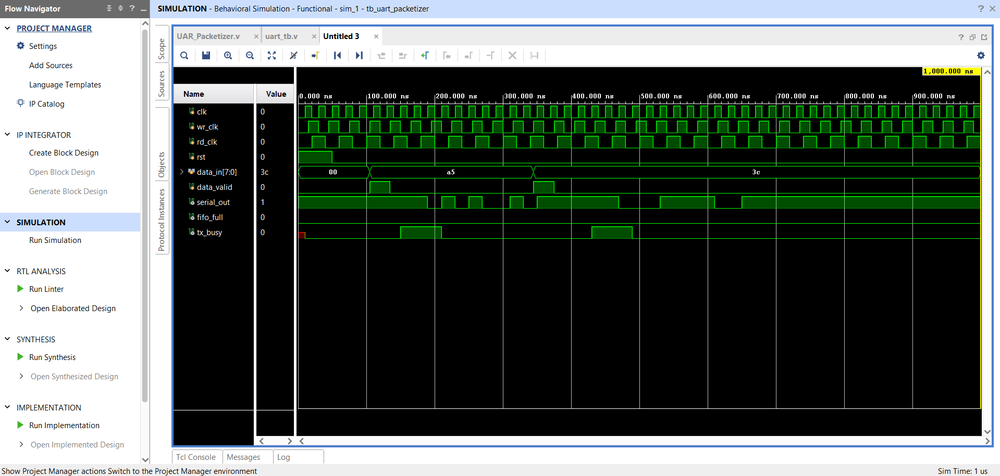 Flow Navigator
?
SIMULATION - Behavioral Simulation - Functional - sim_1 - tb_uart_packetizer
?
PROJECT MANAGER
Settings
Add Sources
Language Templates
IP Catalog
IP INTEGRATOR
Create Block Design
Open Block Design
Generate Block Design
SIMULATION
Run Simulation
RTL ANALYSIS
Run Linter
Open Elaborated Design
SYNTHESIS
Run Synthesis
Open Synthesized Design
IMPLEMENTATION
Run Implementation
Open Implemented Design
Scope
Sources
Objects
Protocol Instances
UAR_Packetizer.v
uart_tb.v
Untitled 3
?
1,000.000 ns
Name Value
0.000 ns 100.000 ns 200.000 ns 300.000 ns 400.000 ns 500.000 ns 600.000 ns 700.000 ns 800.000 ns 900.000 ns
clk 0
wr_clk 0
rd_clk 0
rst 0
data_in[7:0] 3c 00 a5 3c
data_valid 0
serial_out 1
fifo_full 0
tx_busy 0
Tcl Console Messages Log
Show Project Manager actions Switch to the Project Manager environment
Sim Time: 1 us